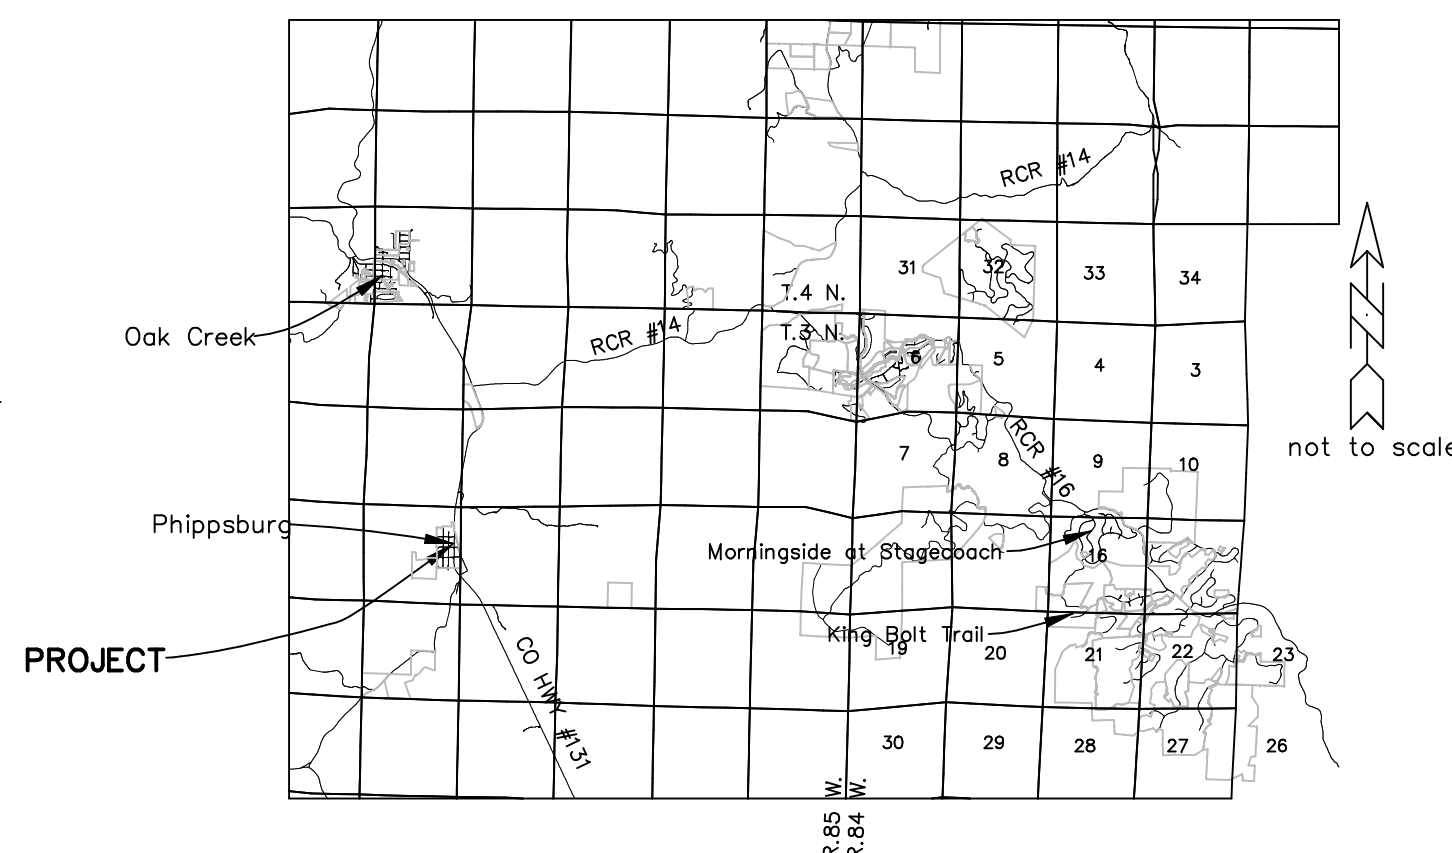 RCR #14
31
32
33
34
T.4 N.
Oak Creek
RCR #14
T.3 N.
6
5
4
3
RCR #16
not to scale
7
8
9
10
Phippsburg
Morningside at Stagecoach
16
King Bolt Trail
PROJECT
19
20
21
22
23
CO HWY #131
30
29
28
27
26
R.85 W.
R.84 W.